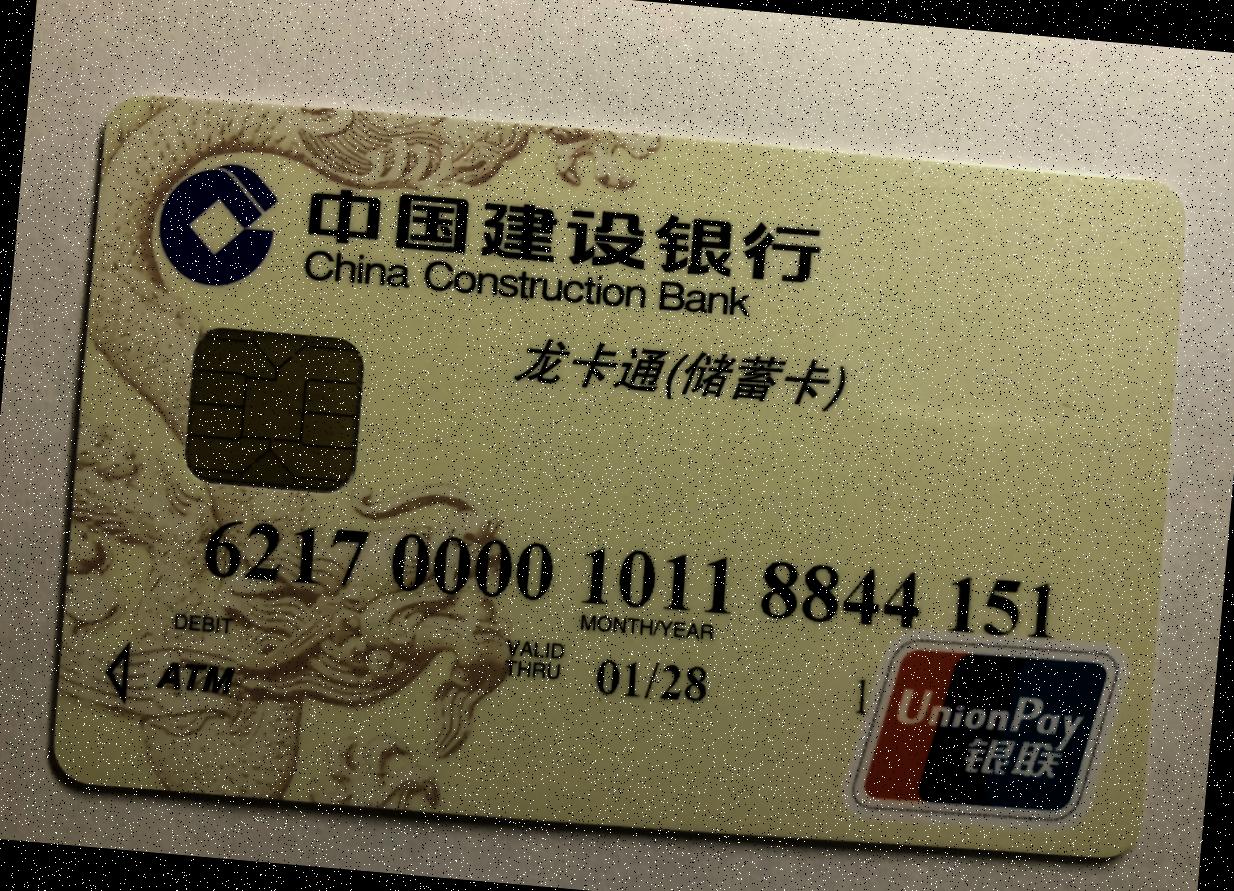 中国建设银行
China Construction Bank
龙卡通(储蓄卡)
6217 0000 1011 8844 151
DEBIT
MONTH/YEAR
VALID
THRU
01/28
ATM
1
UnionPay
银联